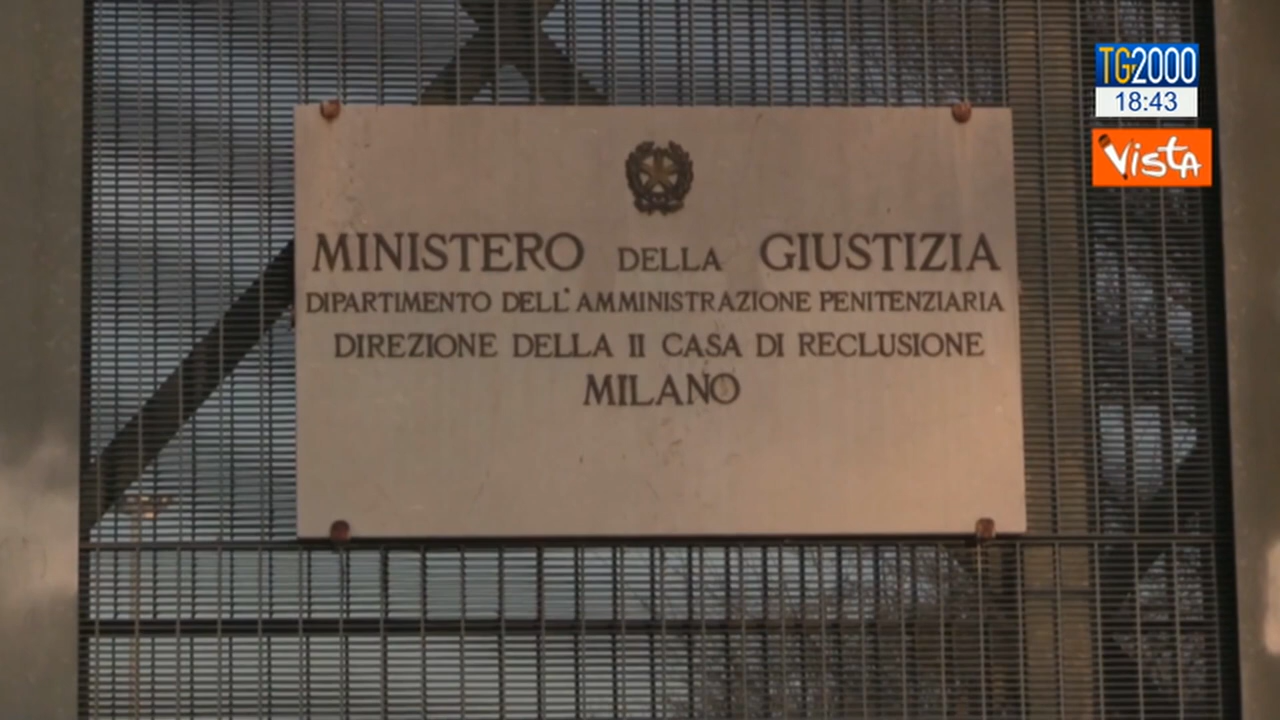 TG2000
18:43
VISTA
MINISTERO DELLA GIUSTIZIA
DIPARTIMENTO DELL'AMMINISTRAZIONE PENITENZIARIA
DIREZIONE DELLA II CASA DI RECLUSIONE
MILANO